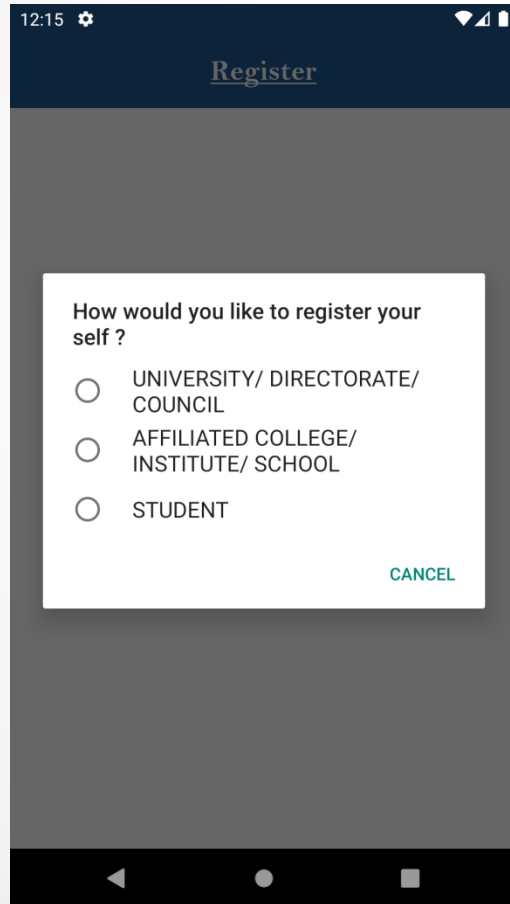 12:15
Register
How would you like to register your
self ?
UNIVERSITY/ DIRECTORATE/
COUNCIL
AFFILIATED COLLEGE/
INSTITUTE/ SCHOOL
STUDENT
CANCEL